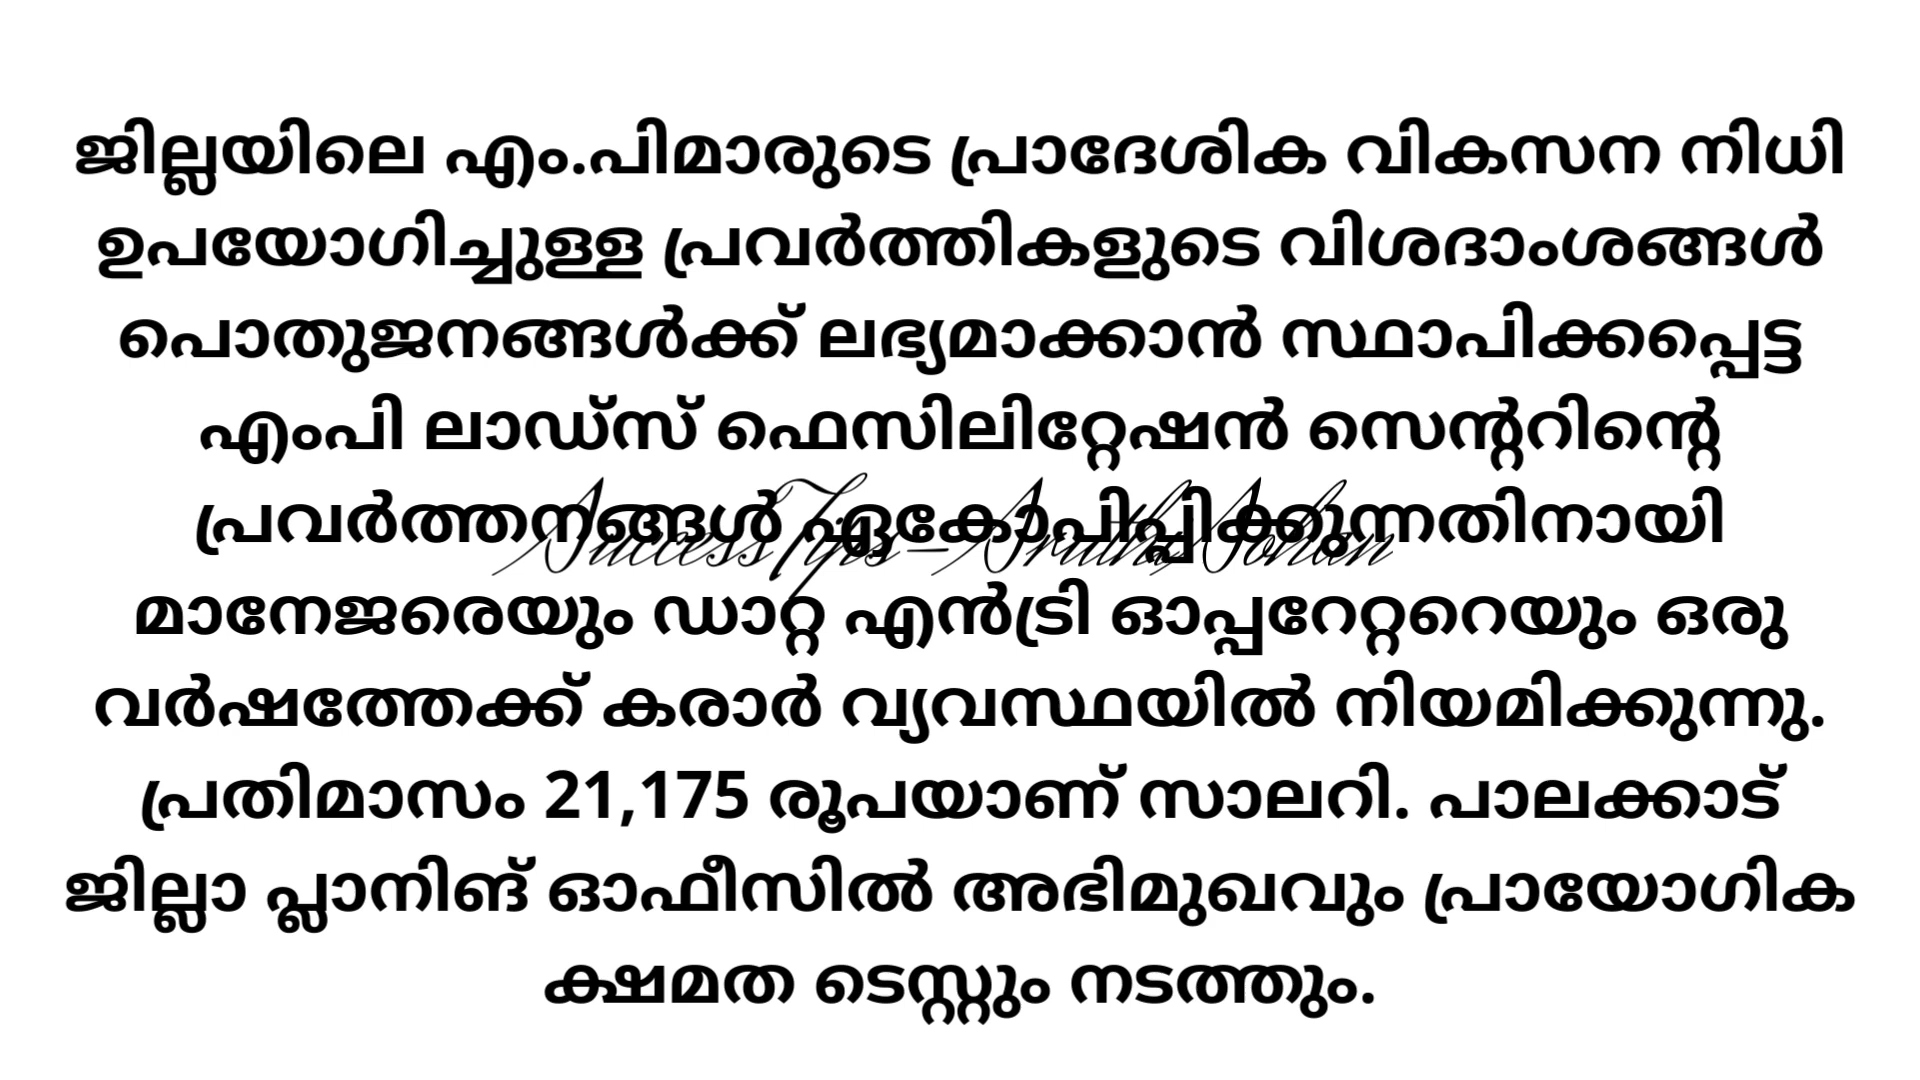 ജില്ലയിലെ എം.പിമാരുടെ പ്രാദേശിക വികസന നിധി
ഉപയോഗിച്ചുള്ള പ്രവർത്തികളുടെ വിശദാംശങ്ങൾ
പൊതുജനങ്ങൾക്ക് ലഭ്യമാക്കാൻ സ്ഥാപിക്കപ്പെട്ട
എംപി ലാഡ്സ് ഫെസിലിറ്റേഷൻ സെന്ററിന്റെ
പ്രവർത്തനങ്ങൾ ഏകോപിപ്പിക്കുന്നതിനായി
മാനേജരെയും ഡാറ്റ എൻട്രി ഓപ്പറേറ്ററെയും ഒരു
വർഷത്തേക്ക് കരാർ വ്യവസ്ഥയിൽ നിയമിക്കുന്നു.
പ്രതിമാസം 21,175 രൂപയാണ് സാലറി. പാലക്കാട്
ജില്ലാ പ്ലാനിങ് ഓഫീസിൽ അഭിമുഖവും പ്രായോഗിക
ക്ഷമത ടെസ്റ്റും നടത്തും.
Success Tips